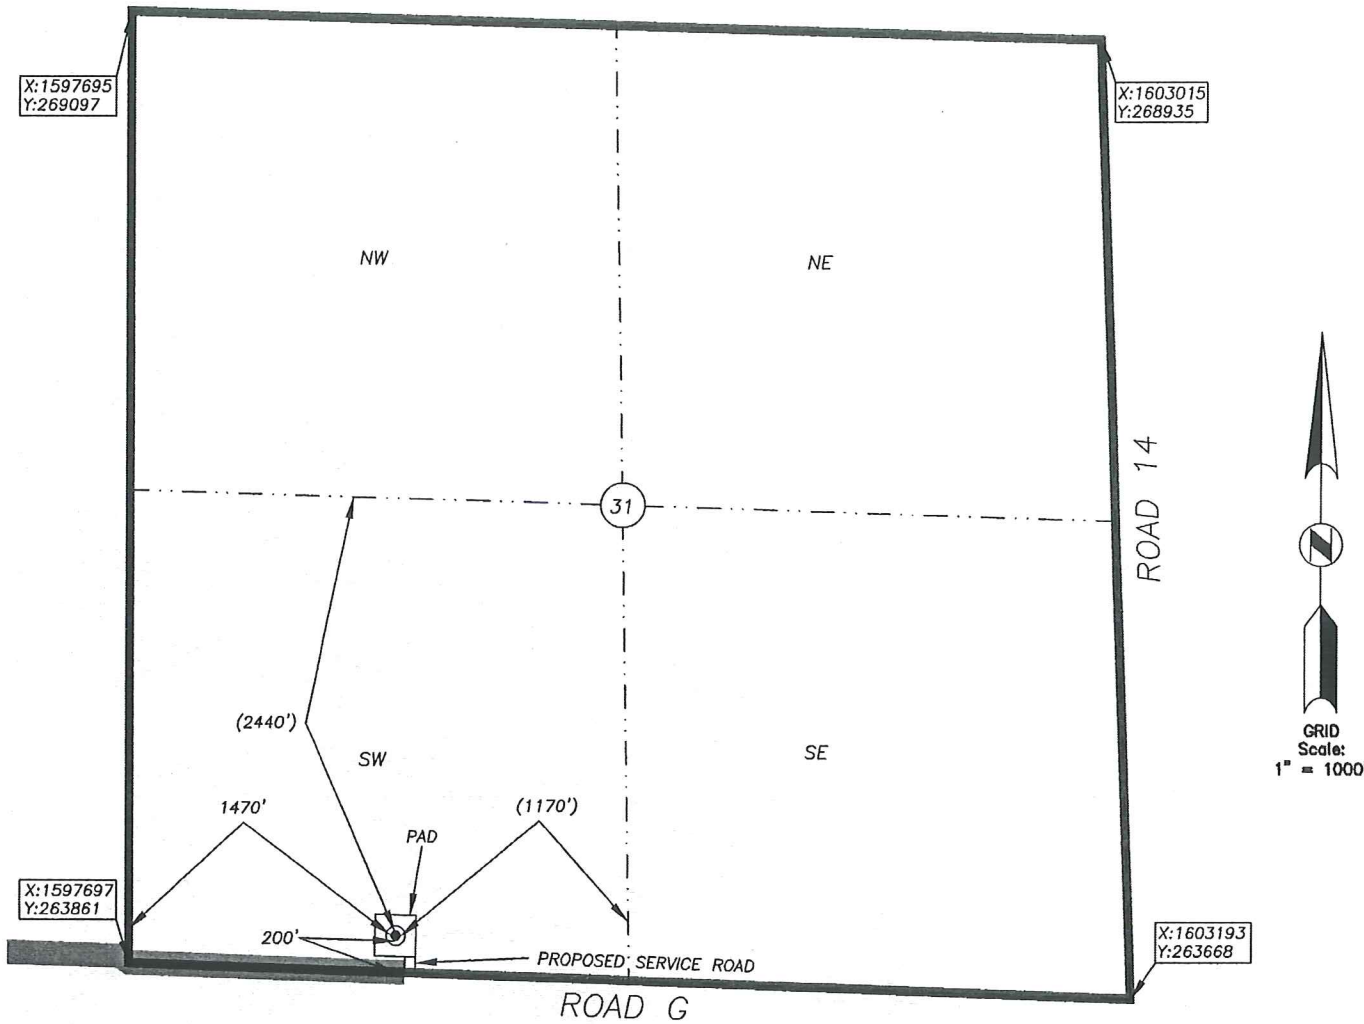 X:1597695
Y:269097
X:1603015
Y:268935
NW
NE
31
ROAD 14
(2440')
SW
SE
GRID
Scale:
1" = 1000
1470'
(1170')
PAD
X:1597697
Y:263861
200'
PROPOSED SERVICE ROAD
X:1603193
Y:263668
ROAD G
N